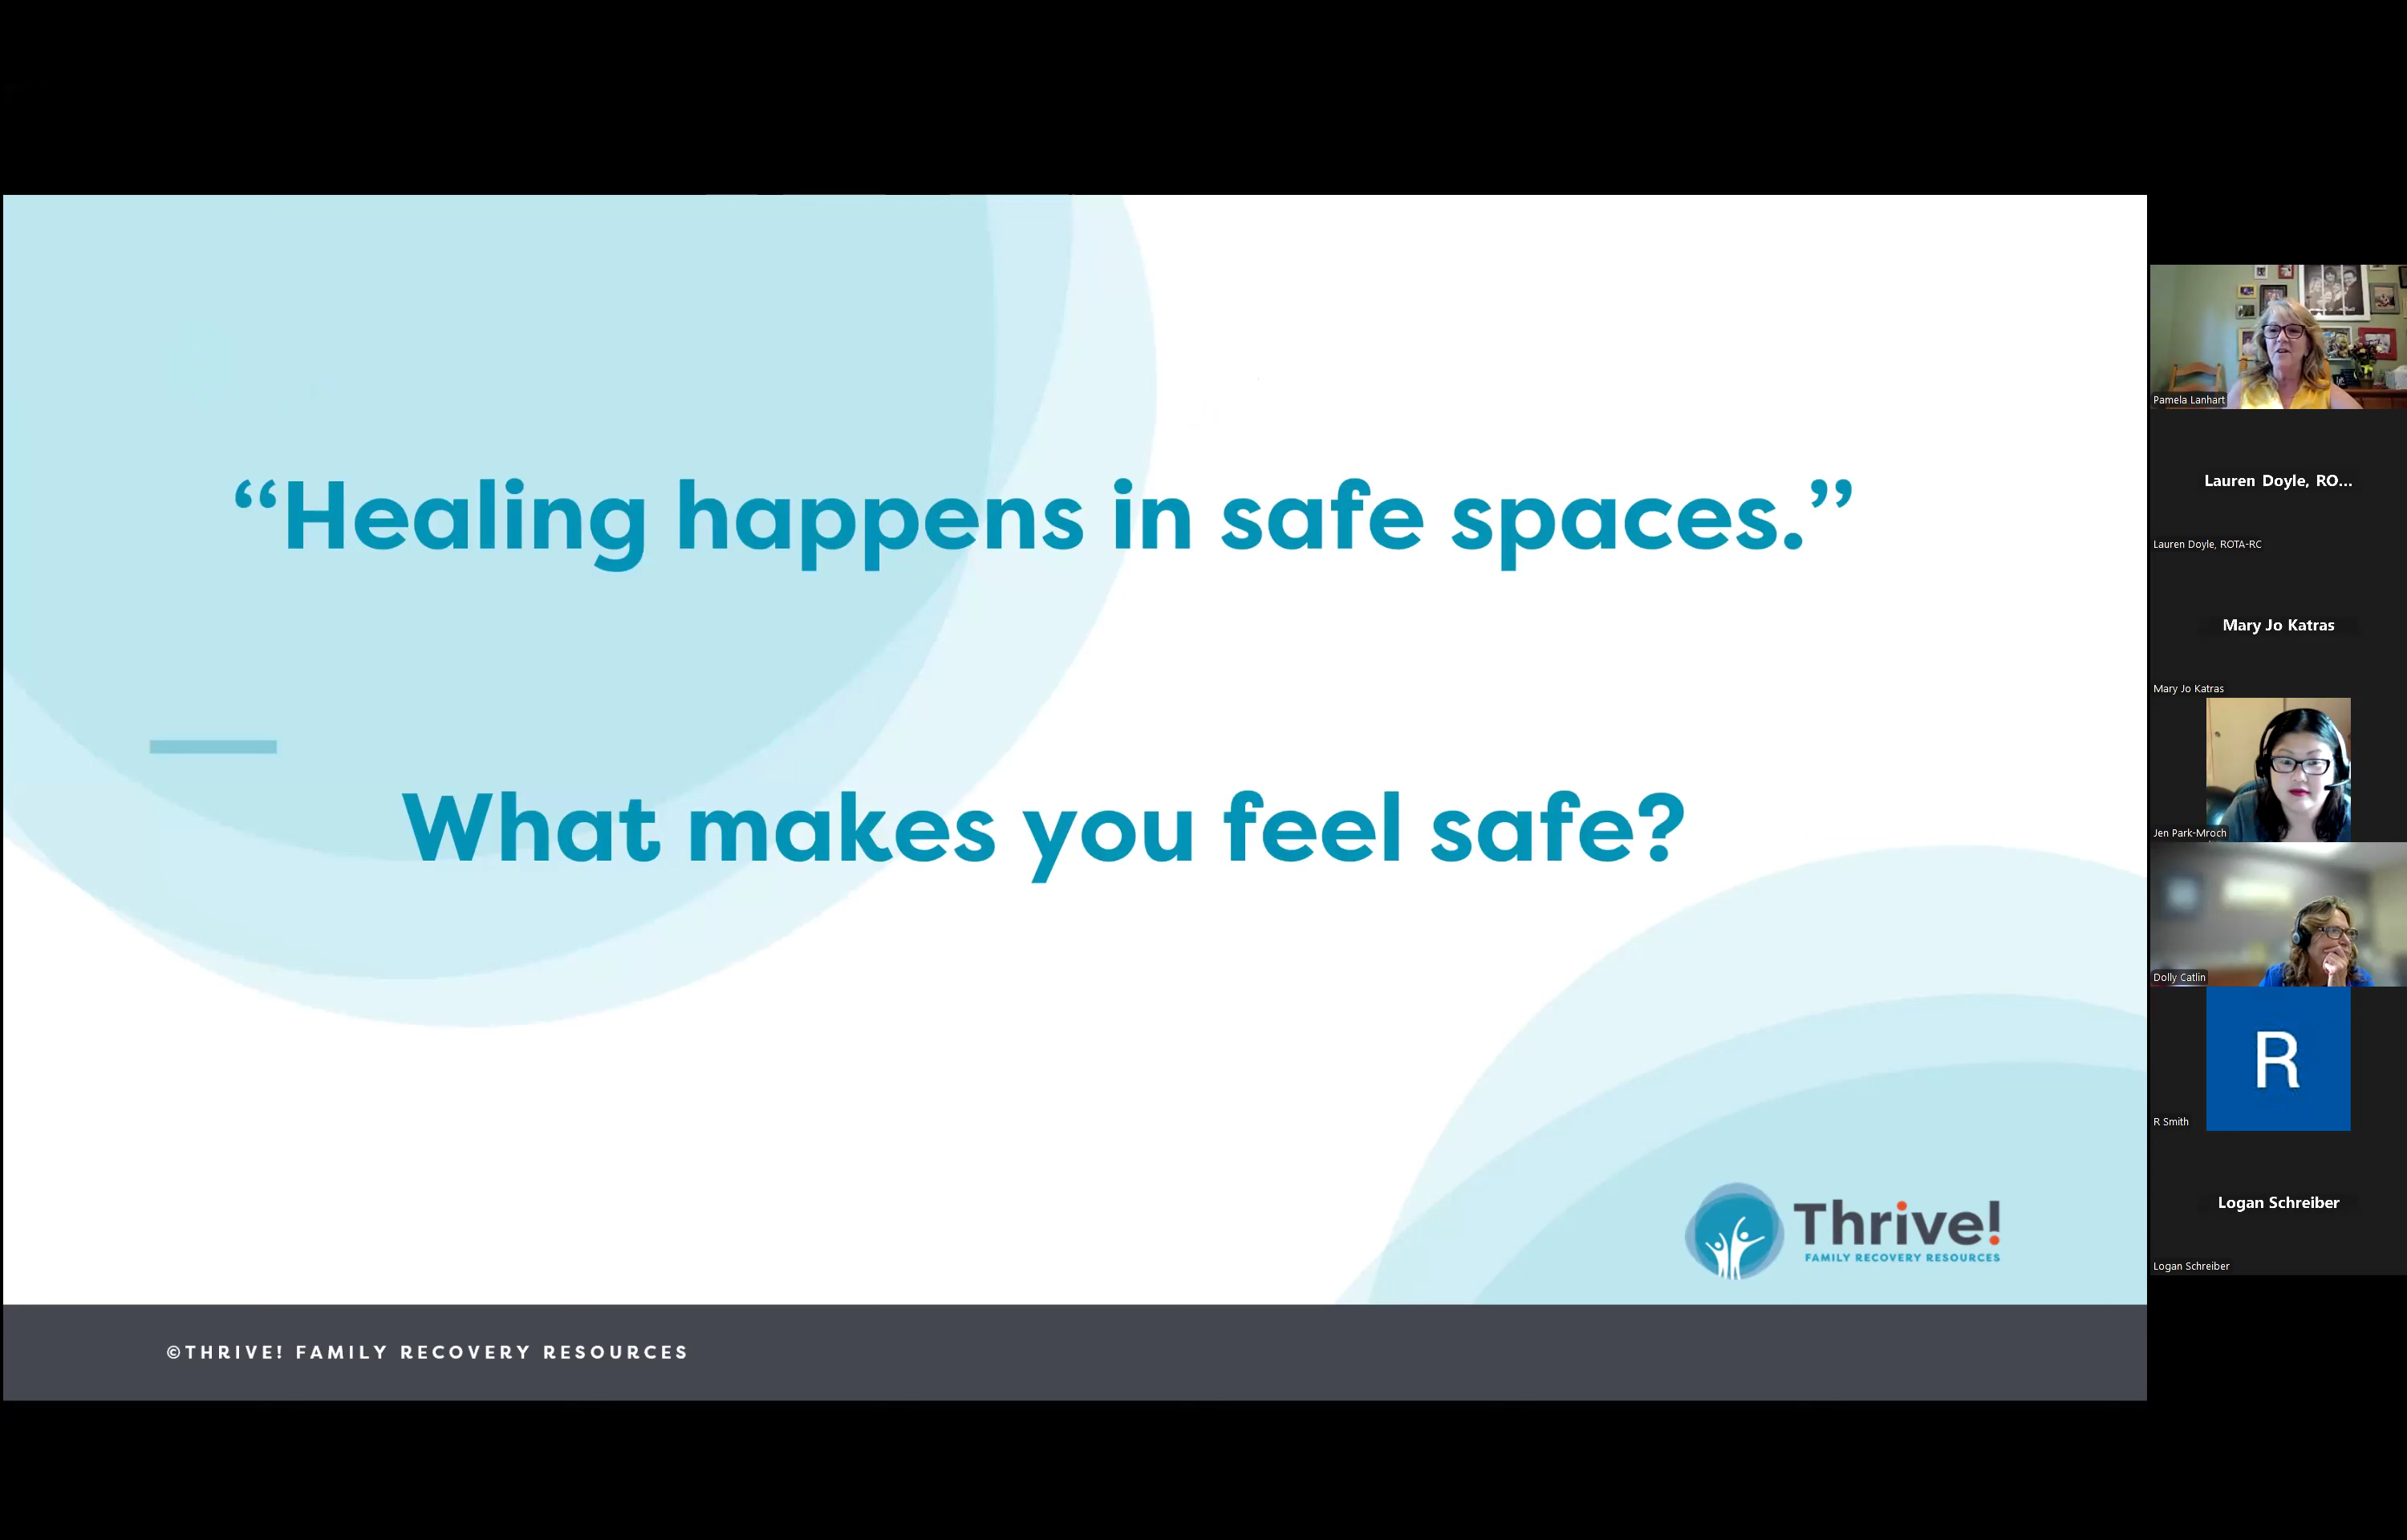 “Healing happens in safe spaces.”
What makes you feel safe?
Thrive!
FAMILY RECOVERY RESOURCES
©THRIVE! FAMILY RECOVERY RESOURCES
Pamela Lanhart
Lauren Doyle, RO...
Lauren Doyle, ROTA-RC
Mary Jo Katras
Mary Jo Katras
Jen Park-Mroch
Dolly Catlin
R
R Smith
Logan Schreiber
Logan Schreiber